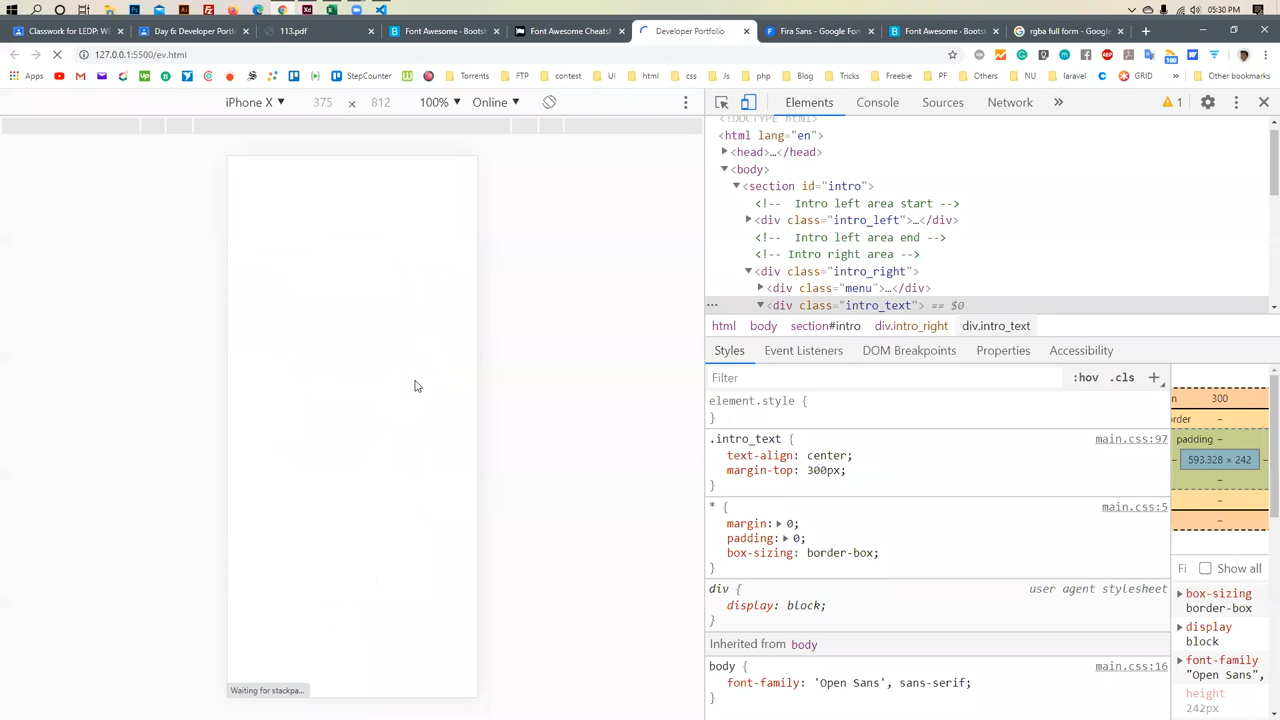 05:30 PM
Classwork for LEDP: WE
Day 6: Developer Portf
113.pdf
Font Awesome · Bootst
Font Awesome Cheatsh
Developer Portfolio
Fira Sans - Google Fon
Font Awesome · Bootst
rgba full form - Google
127.0.0.1:5500/ev.html
Apps
StepCounter
Torrents
FTP
contest
UI
html
css
Js
php
Blog
Tricks
Freebie
PF
Others
NU
laravel
GRID
Other bookmarks
iPhone X ▼ 375 × 812 100% ▼ Online ▼
Elements Console Sources Network » 1
<!DOCTYPE html>
<html lang="en">
<head>…</head>
<body>
<section id="intro">
<!-- Intro left area start -->
<div class="intro_left">…</div>
<!-- Intro left area end -->
<!-- Intro right area -->
<div class="intro_right">
<div class="menu">…</div>
<div class="intro_text"> == $0
html body section#intro div.intro_right div.intro_text
Styles Event Listeners DOM Breakpoints Properties Accessibility
Filter :hov .cls +
element.style {
}
.intro_text { main.css:97
text-align: center;
margin-top: 300px;
}
* { main.css:5
margin: 0;
padding: 0;
box-sizing: border-box;
}
div { user agent stylesheet
display: block;
}
Inherited from body
body { main.css:16
font-family: 'Open Sans', sans-serif;
}
n 300
rder –
padding –
593.328 × 242
Fi Show all
box-sizing
border-box
display
block
font-family
"Open Sans",
height
242px
Waiting for stackpa...